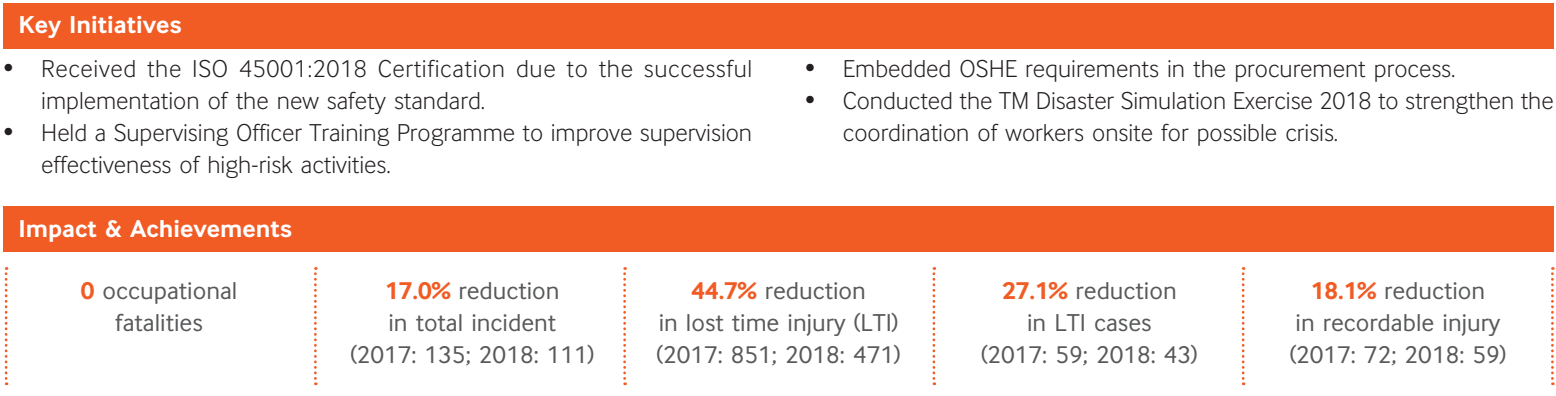 Key Initiatives
• Received the ISO 45001:2018 Certification due to the successful
implementation of the new safety standard.
• Held a Supervising Officer Training Programme to improve supervision
effectiveness of high-risk activities.
• Embedded OSHE requirements in the procurement process.
• Conducted the TM Disaster Simulation Exercise 2018 to strengthen the
coordination of workers onsite for possible crisis.
Impact & Achievements
0 occupational
fatalities
17.0% reduction
in total incident
(2017: 135; 2018: 111)
44.7% reduction
in lost time injury (LTI)
(2017: 851; 2018: 471)
27.1% reduction
in LTI cases
(2017: 59; 2018: 43)
18.1% reduction
in recordable injury
(2017: 72; 2018: 59)